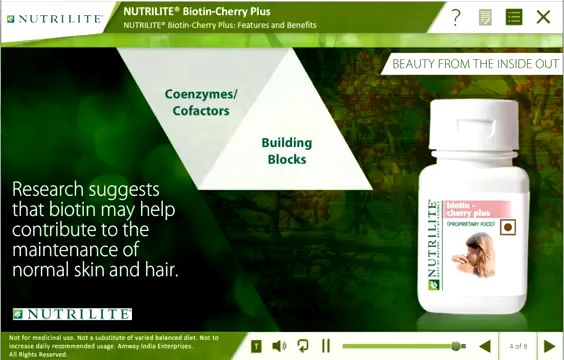 NUTRILITE®
NUTRILITE® Biotin-Cherry Plus
NUTRILITE® Biotin-Cherry Plus: Features and Benefits
?
BEAUTY FROM THE INSIDE OUT
Coenzymes/
Cofactors
Building
Blocks
Research suggests
that biotin may help
contribute to the
maintenance of
normal skin and hair.
NUTRILITE
biotin -
cherry plus
(PROPRIETARY FOOD)
NUTRILITE®
Not for medicinal use. Not a substitute of varied balanced diet. Not to
increase daily recommended usage. Amway India Enterprises.
All Rights Reserved.
T
4 of 8